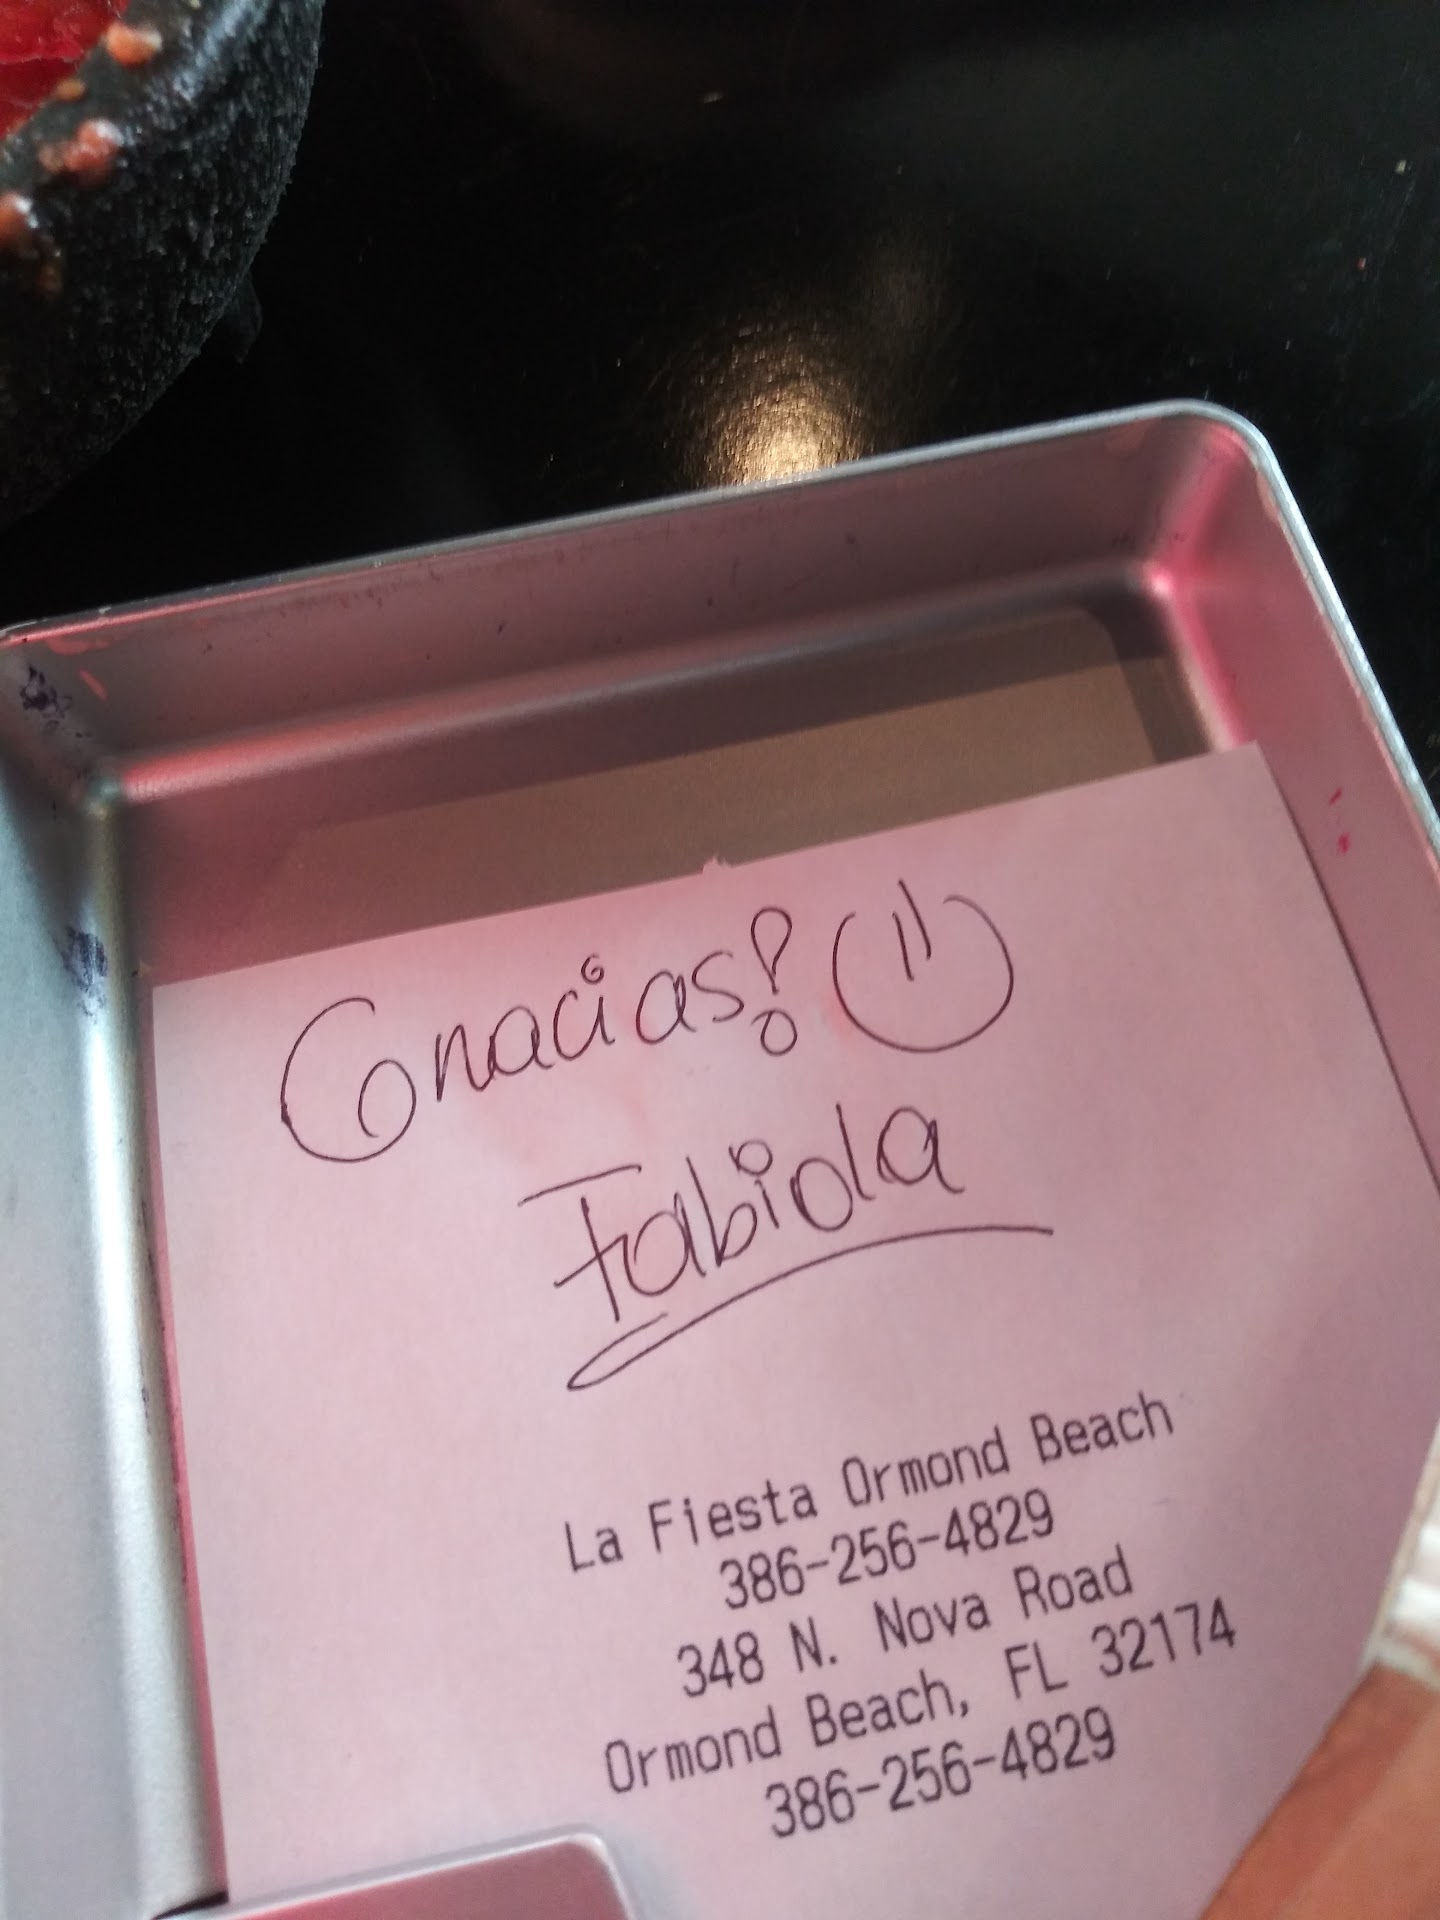 Gracias!
Fabiola
La Fiesta Ormond Beach
386-256-4829
348 N. Nova Road
Ormond Beach, FL 32174
386-256-4829